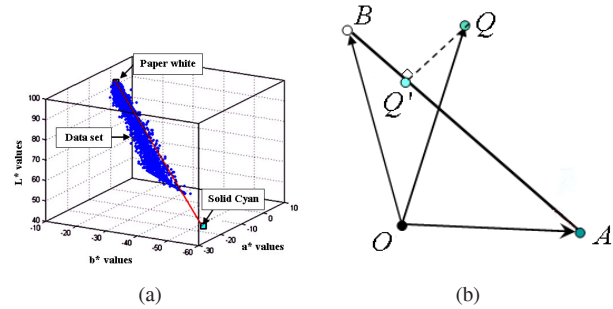 Paper white
Data set
Solid Cyan
L* values
100
90
80
70
60
50
40
-10
-20
-30
-40
-50
-60
b* values
-30
-20
-10
0
10
a* values
(a)
B
Q
Q'
O
A
(b)